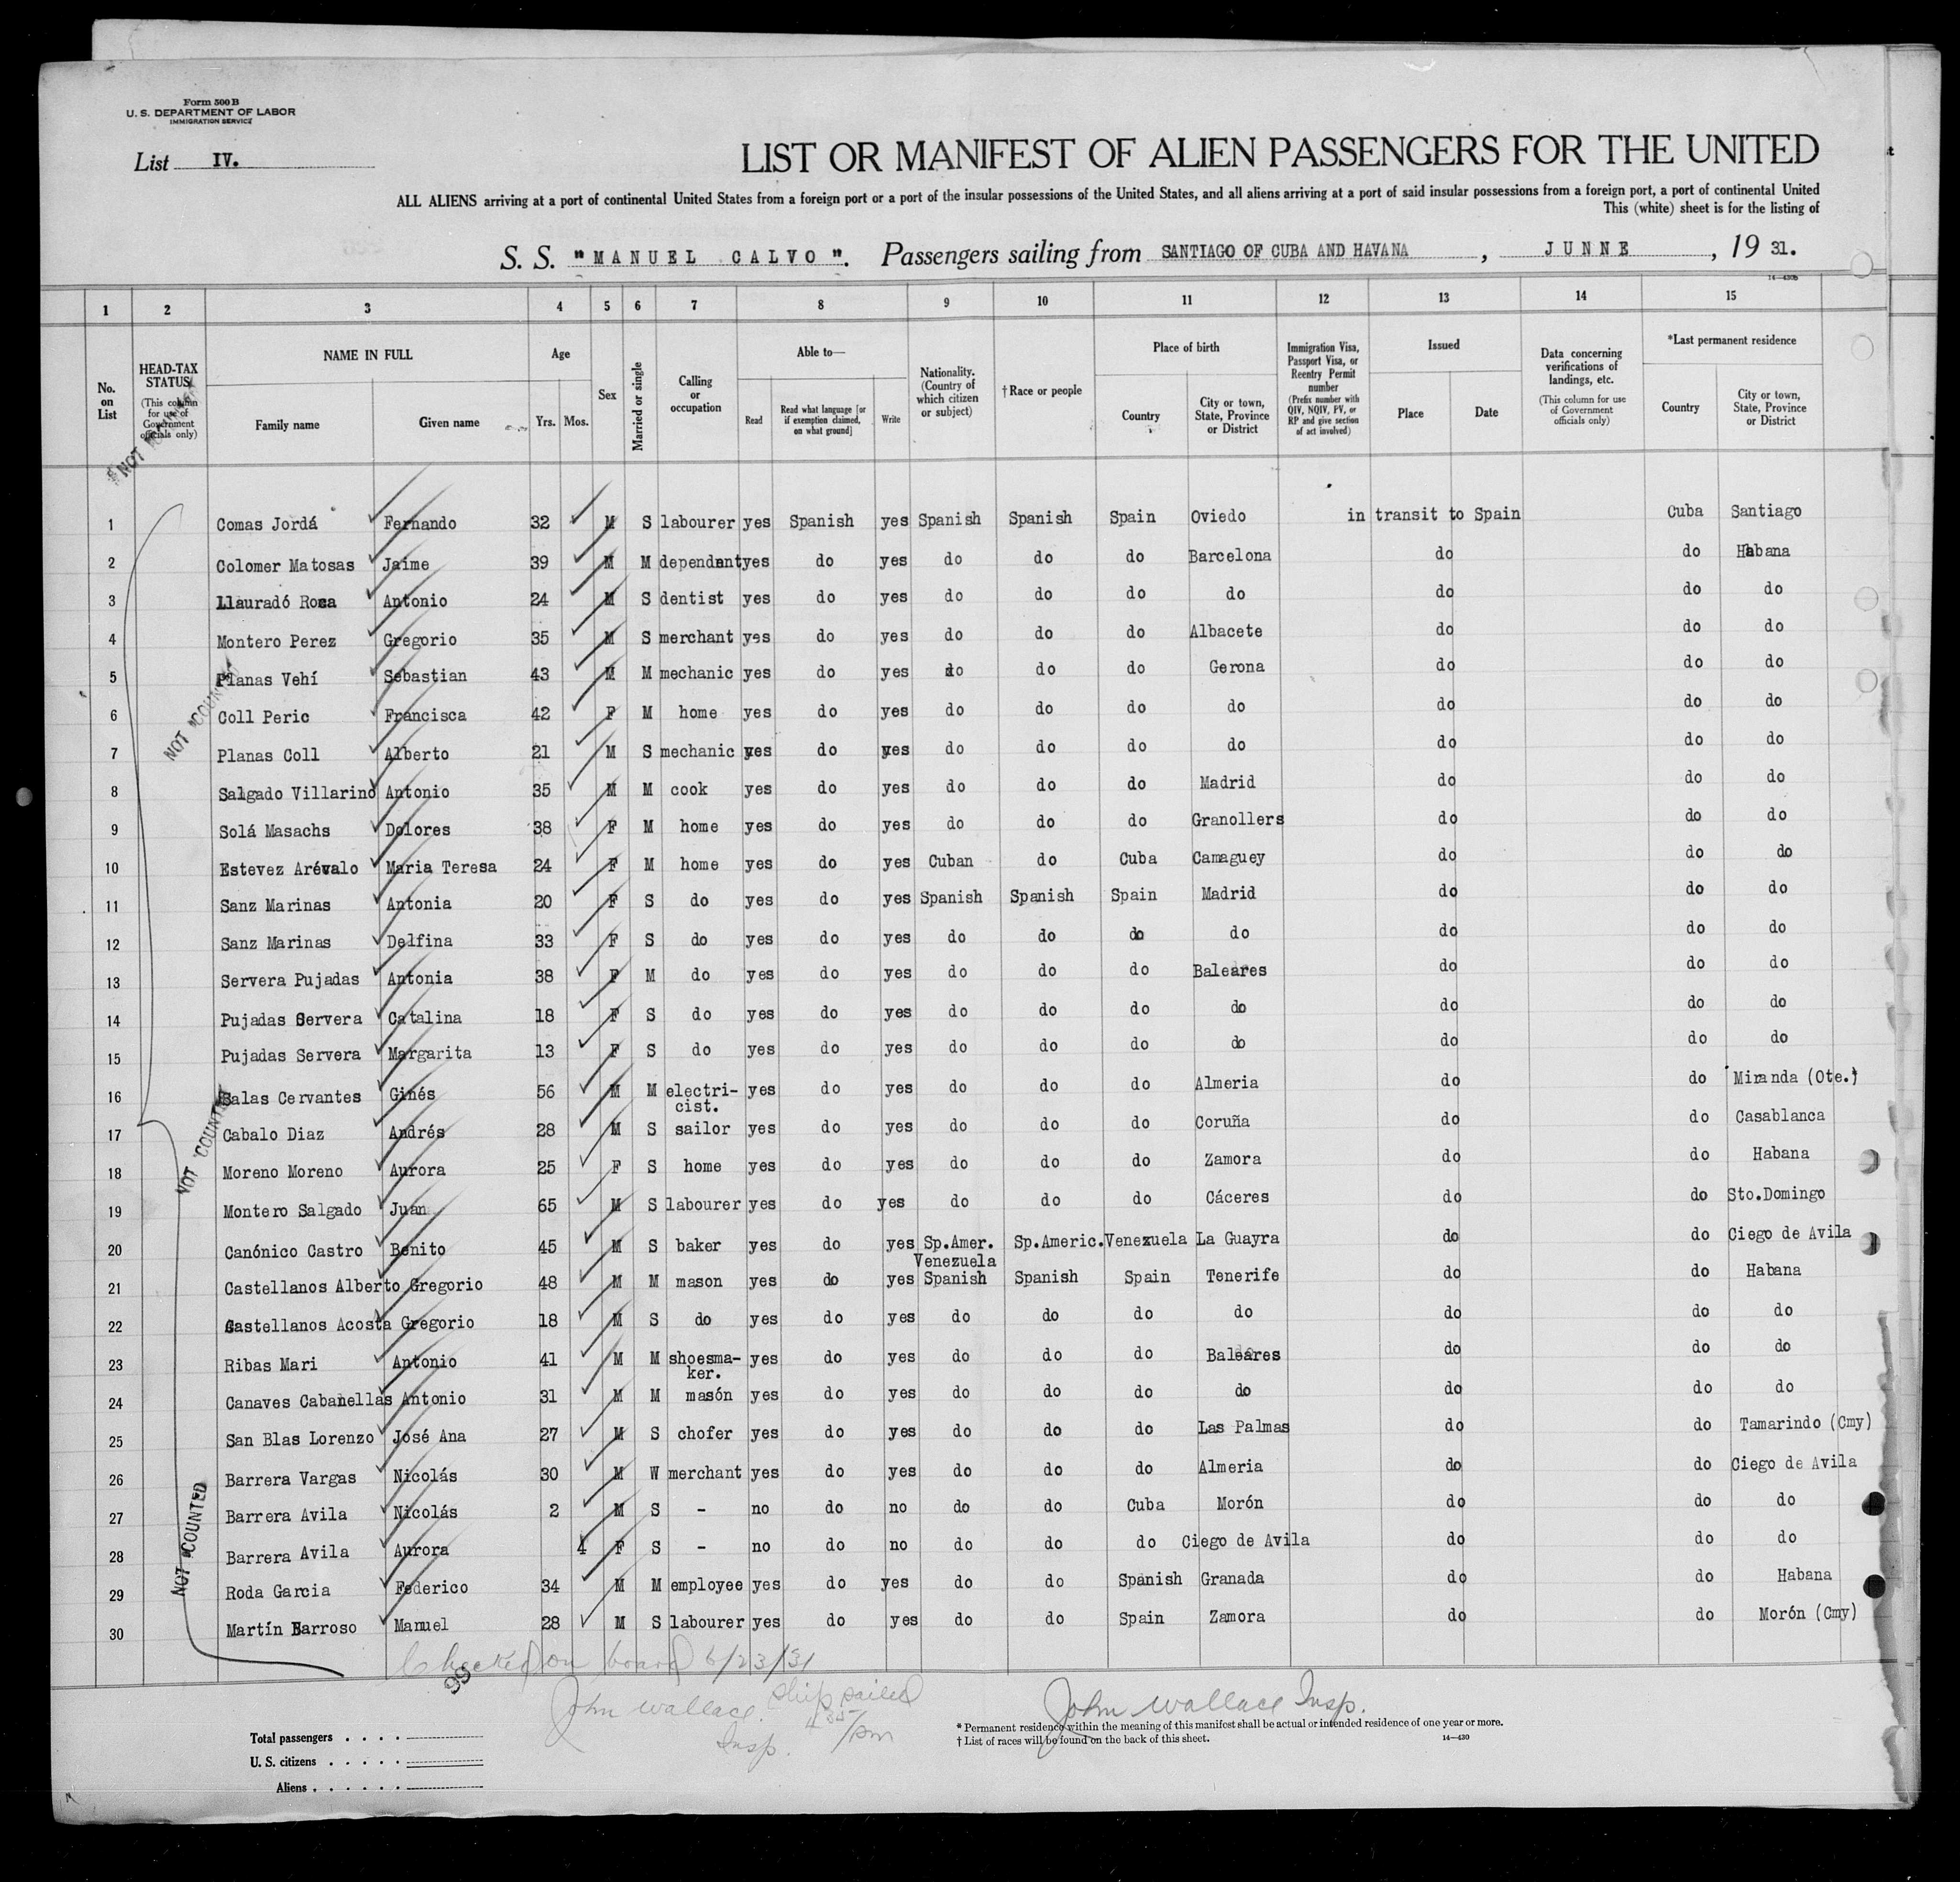 Form 500 B
U. S. DEPARTMENT OF LABOR
IMMIGRATION SERVICE
List IV.
LIST OR MANIFEST OF ALIEN PASSENGERS FOR THE UNITED
ALL ALIENS arriving at a port of continental United States from a foreign port or a port of the insular possessions of the United States, and all aliens arriving at a port of said insular possessions from a foreign port, a port of continental United
This (white) sheet is for the listing of
S. S. "MANUEL CALVO". Passengers sailing from SANTIAGO OF CUBA AND HAVANA , JUNNE , 19 31.
14—430b
1 2 3 4 5 6 7 8 9 10 11 12 13 14 15
No. on List
HEAD-TAX STATUS (This column for use of Government officials only)
NAME IN FULL Family name Given name
Age Yrs. Mos.
Sex
Married or single
Calling or occupation
Able to— Read Read what language [or if exemption claimed, on what ground] Write
Nationality. (Country of which citizen or subject)
† Race or people
Place of birth Country City or town, State, Province or District
Immigration Visa, Passport Visa, or Reentry Permit number (Prefix number with QIV, NQIV, PV, or RP and give section of act involved)
Issued Place Date
Data concerning verifications of landings, etc. (This column for use of Government officials only)
*Last permanent residence Country City or town, State, Province or District
1 Comas Jordá Fernando 32 M S labourer yes Spanish yes Spanish Spanish Spain Oviedo in transit to Spain Cuba Santiago
2 Colomer Matosas Jaime 39 M M dependant yes do yes do do do Barcelona do do Habana
3 Llauradó Rosa Antonio 24 M S dentist yes do yes do do do do do do do
4 Montero Perez Gregorio 35 M S merchant yes do yes do do do Albacete do do do
5 Planas Vehí Sebastian 43 M M mechanic yes do yes do do do Gerona do do do
6 Coll Peric Francisca 42 F M home yes do yes do do do do do do do
7 Planas Coll Alberto 21 M S mechanic yes do yes do do do do do do do
8 Salgado Villarino Antonio 35 M M cook yes do yes do do do Madrid do do do
9 Solá Masachs Dolores 38 F M home yes do yes do do do Granollers do do do
10 Estevez Arévalo Maria Teresa 24 F M home yes do yes Cuban do Cuba Camaguey do do do
11 Sanz Marinas Antonia 20 F S do yes do yes Spanish Spanish Spain Madrid do do do
12 Sanz Marinas Delfina 33 F S do yes do yes do do do do do do do
13 Servera Pujadas Antonia 38 F M do yes do yes do do do Baleares do do do
14 Pujadas Servera Catalina 18 F S do yes do yes do do do do do do do
15 Pujadas Servera Margarita 13 F S do yes do yes do do do do do do do
16 Salas Cervantes Ginés 56 M M electri- yes do yes do do do Almeria do do Miranda (Ote.)
cist.
17 Cabalo Diaz Andrés 28 M S sailor yes do yes do do do Coruña do do Casablanca
18 Moreno Moreno Aurora 25 F S home yes do yes do do do Zamora do do Habana
19 Montero Salgado Juan 65 M S labourer yes do yes do do do Cáceres do do Sto.Domingo
20 Canónico Castro Benito 45 M S baker yes do yes Sp.Amer. Sp.Americ. Venezuela La Guayra do do Ciego de Avila
Venezuela
21 Castellanos Alberto Gregorio 48 M M mason yes do yes Spanish Spanish Spain Tenerife do do Habana
22 Castellanos Acosta Gregorio 18 M S do yes do yes do do do do do do do
23 Ribas Mari Antonio 41 M M shoesma- yes do yes do do do Baleares do do do
ker.
24 Canaves Cabanellas Antonio 31 M M masón yes do yes do do do do do do do
25 San Blas Lorenzo José Ana 27 M S chofer yes do yes do do do Las Palmas do do Tamarindo (Cmy)
26 Barrera Vargas Nicolás 30 M W merchant yes do yes do do do Almeria do do Ciego de Avila
27 Barrera Avila Nicolás 2 M S - no do no do do Cuba Morón do do do
28 Barrera Avila Aurora 4 F S - no do no do do do Ciego de Avila do do do
29 Roda Garcia Federico 34 M M employee yes do yes do do Spanish Granada do do Habana
30 Martín Barroso Manuel 28 M S labourer yes do yes do do Spain Zamora do do Morón (Cmy)
NOT COUNTED
NOT COUNTED
NOT COUNTED
NOT COUNTED
Checked on board 6/23/31
99
John Wallace. Ship sailed
Insp. 4 35/pm
John Wallace Insp.
* Permanent residence within the meaning of this manifest shall be actual or intended residence of one year or more.
† List of races will be found on the back of this sheet.
14—430
Total passengers . . . .
U. S. citizens . . . . .
Aliens . . . . . .